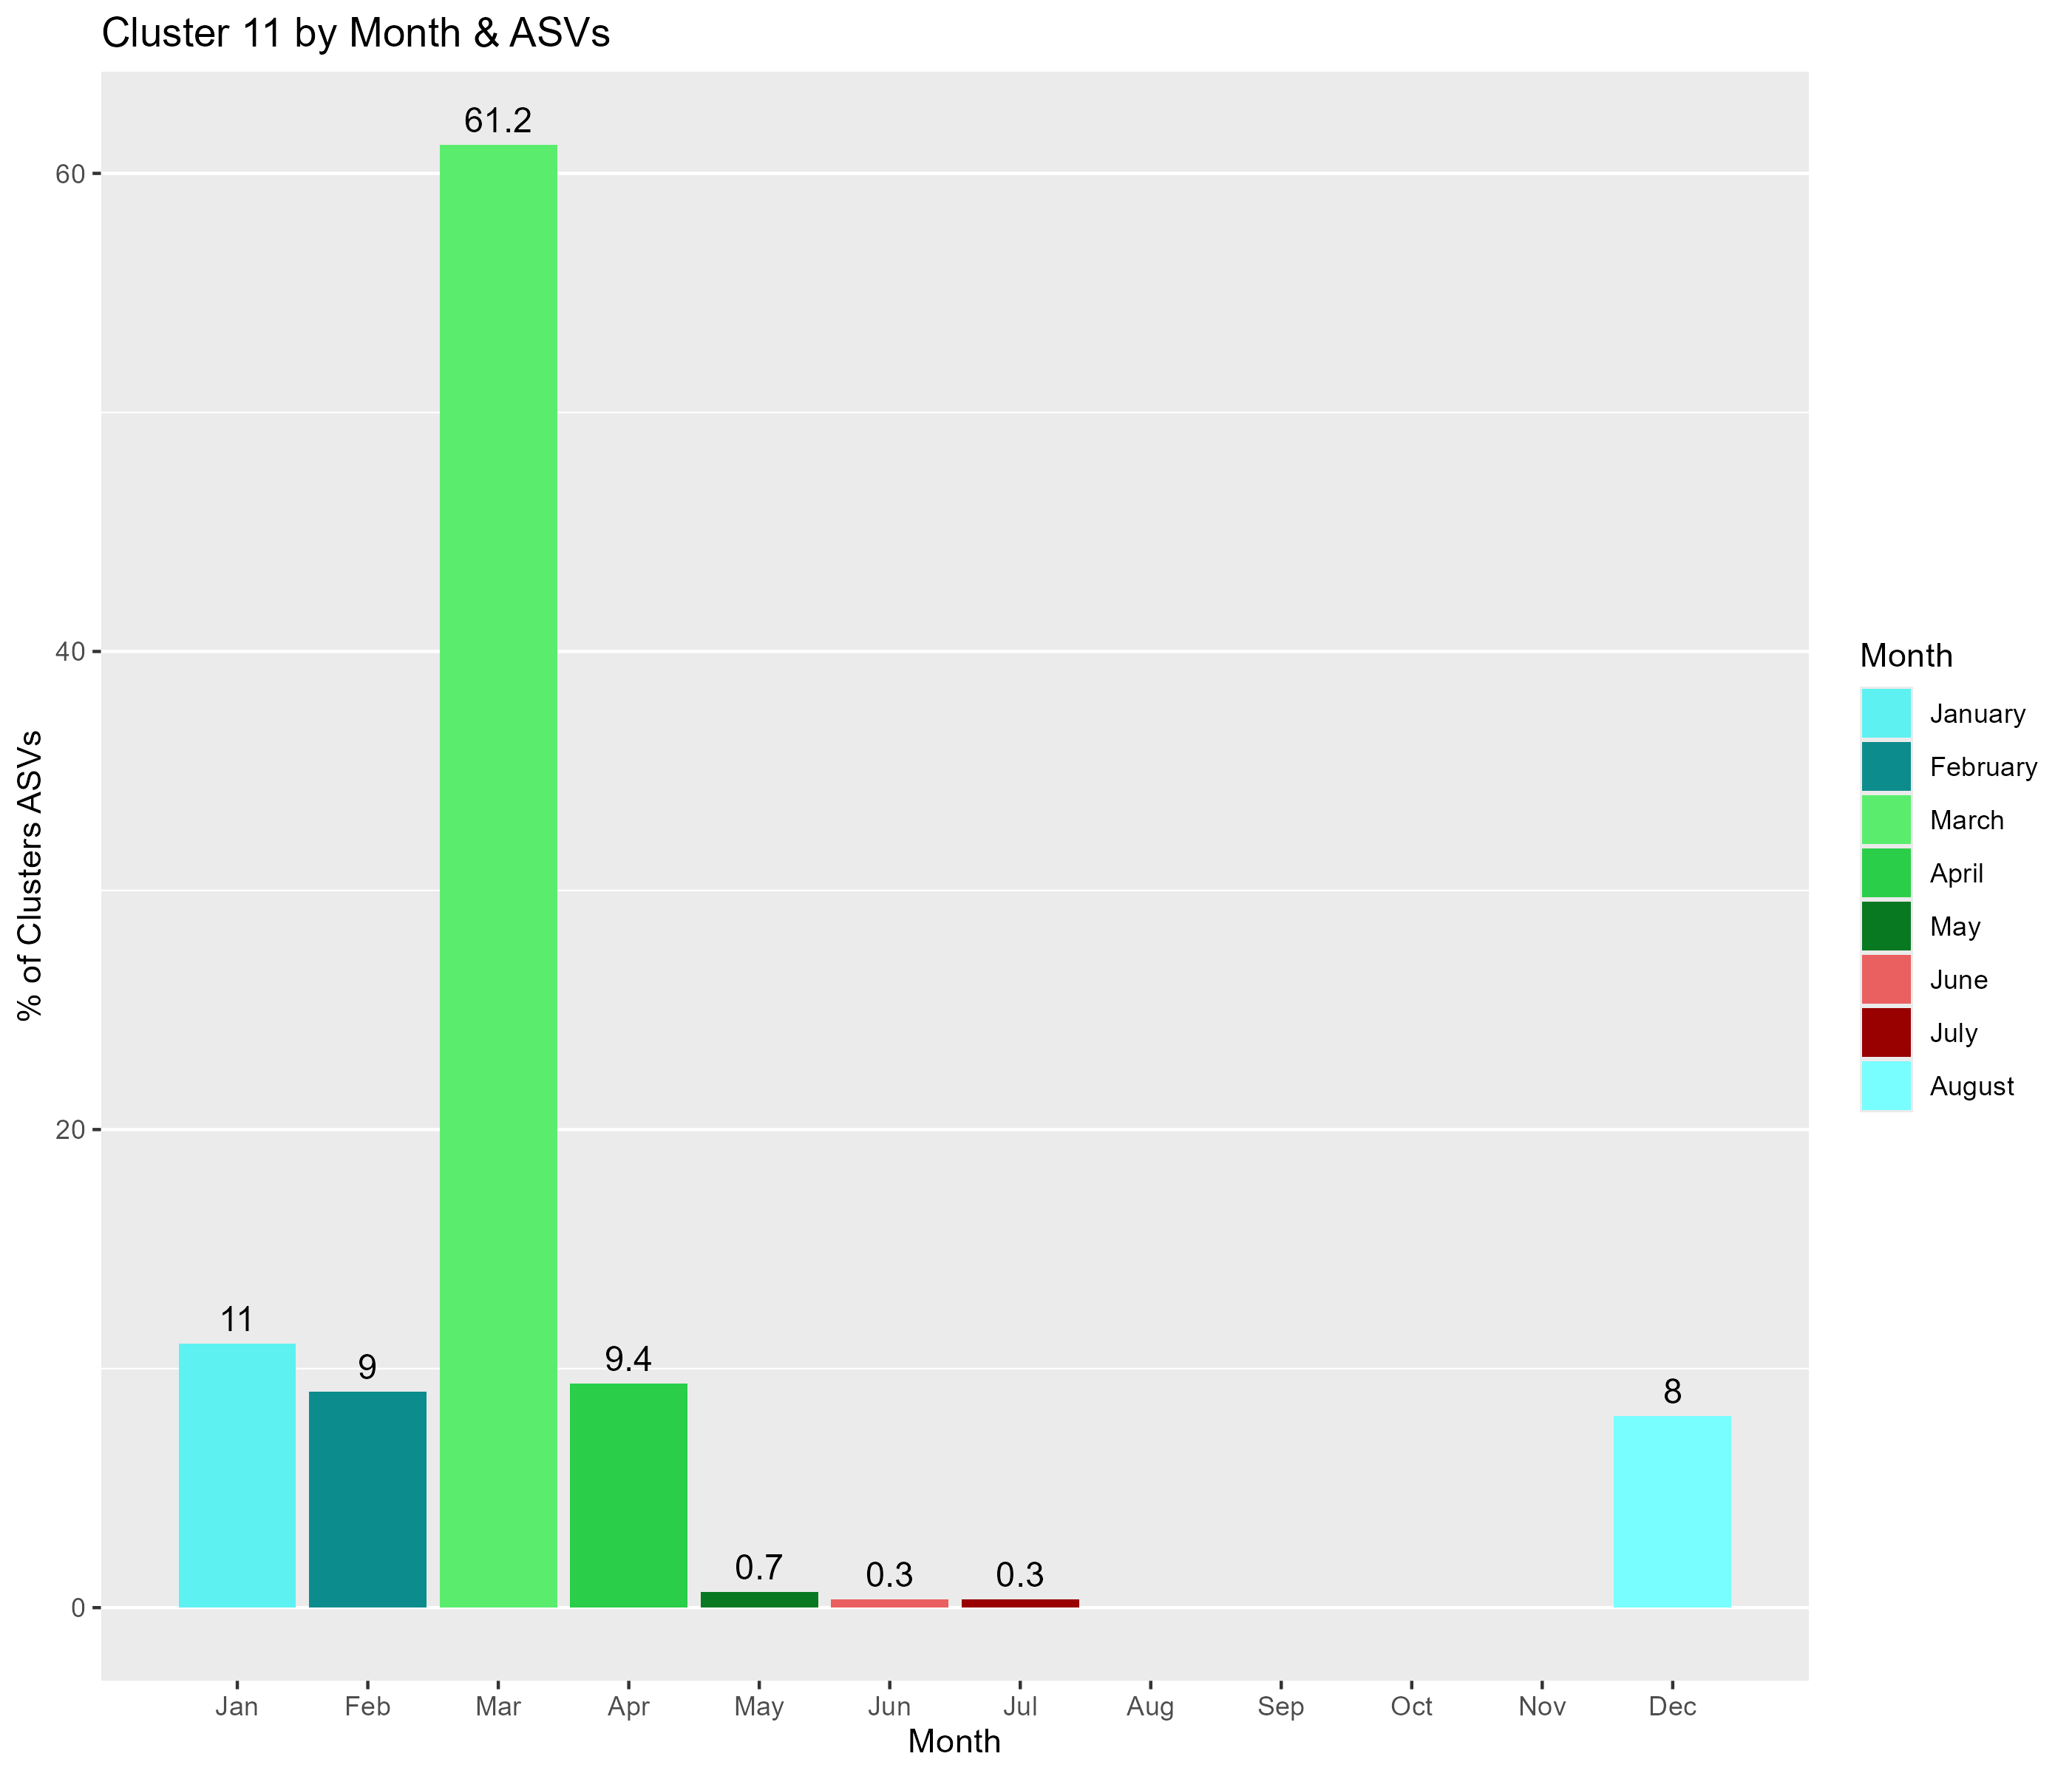 Cluster 11 by Month & ASVs
% of Clusters ASVs
60
40
20
0
61.2
11
9
9.4
0.7
0.3
0.3
8
Jan Feb Mar Apr May Jun Jul Aug Sep Oct Nov Dec
Month
Month
January
February
March
April
May
June
July
August